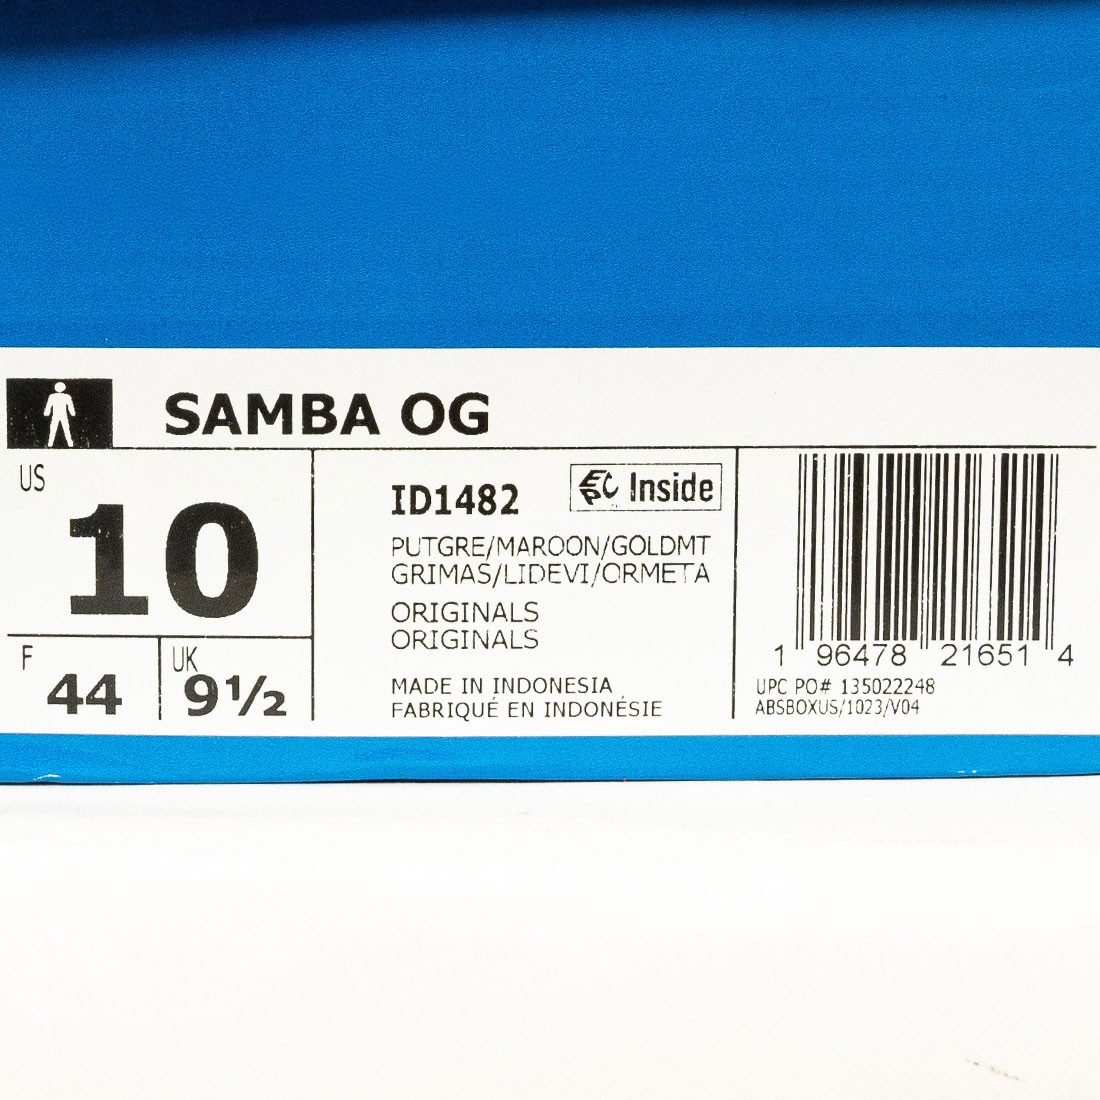 SAMBA OG
US
10
F
44
UK
9½
ID1482
EPC Inside
PUTGRE/MAROON/GOLDMT
GRIMAS/LIDEVI/ORMETA
ORIGINALS
ORIGINALS
MADE IN INDONESIA
FABRIQUÉ EN INDONÉSIE
1 96478 21651 4
UPC PO# 135022248
ABSBOXUS/1023/V04